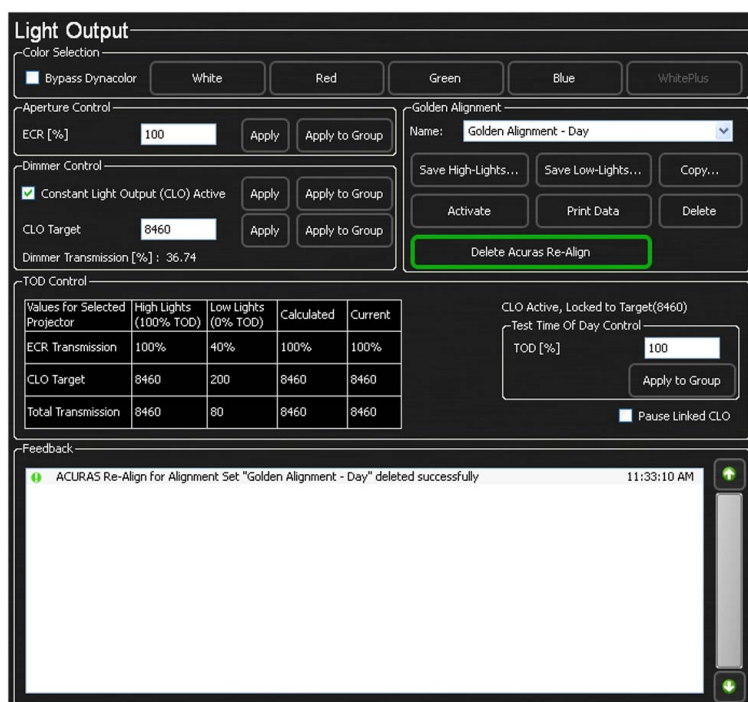 Light Output
Color Selection
Bypass Dynacolor White Red Green Blue WhitePlus
Aperture Control
ECR [%] 100 Apply Apply to Group
Dimmer Control
Constant Light Output (CLO) Active Apply Apply to Group
CLO Target 8460 Apply Apply to Group
Dimmer Transmission [%] : 36.74
Golden Alignment
Name: Golden Alignment - Day
Save High-Lights... Save Low-Lights... Copy...
Activate Print Data Delete
Delete Acuras Re-Align
TOD Control
Values for Selected Projector High Lights (100% TOD) Low Lights (0% TOD) Calculated Current
ECR Transmission 100% 40% 100% 100%
CLO Target 8460 200 8460 8460
Total Transmission 8460 80 8460 8460
CLO Active, Locked to Target(8460)
Test Time Of Day Control
TOD [%] 100
Apply to Group
Pause Linked CLO
Feedback
ACURAS Re-Align for Alignment Set "Golden Alignment - Day" deleted successfully 11:33:10 AM